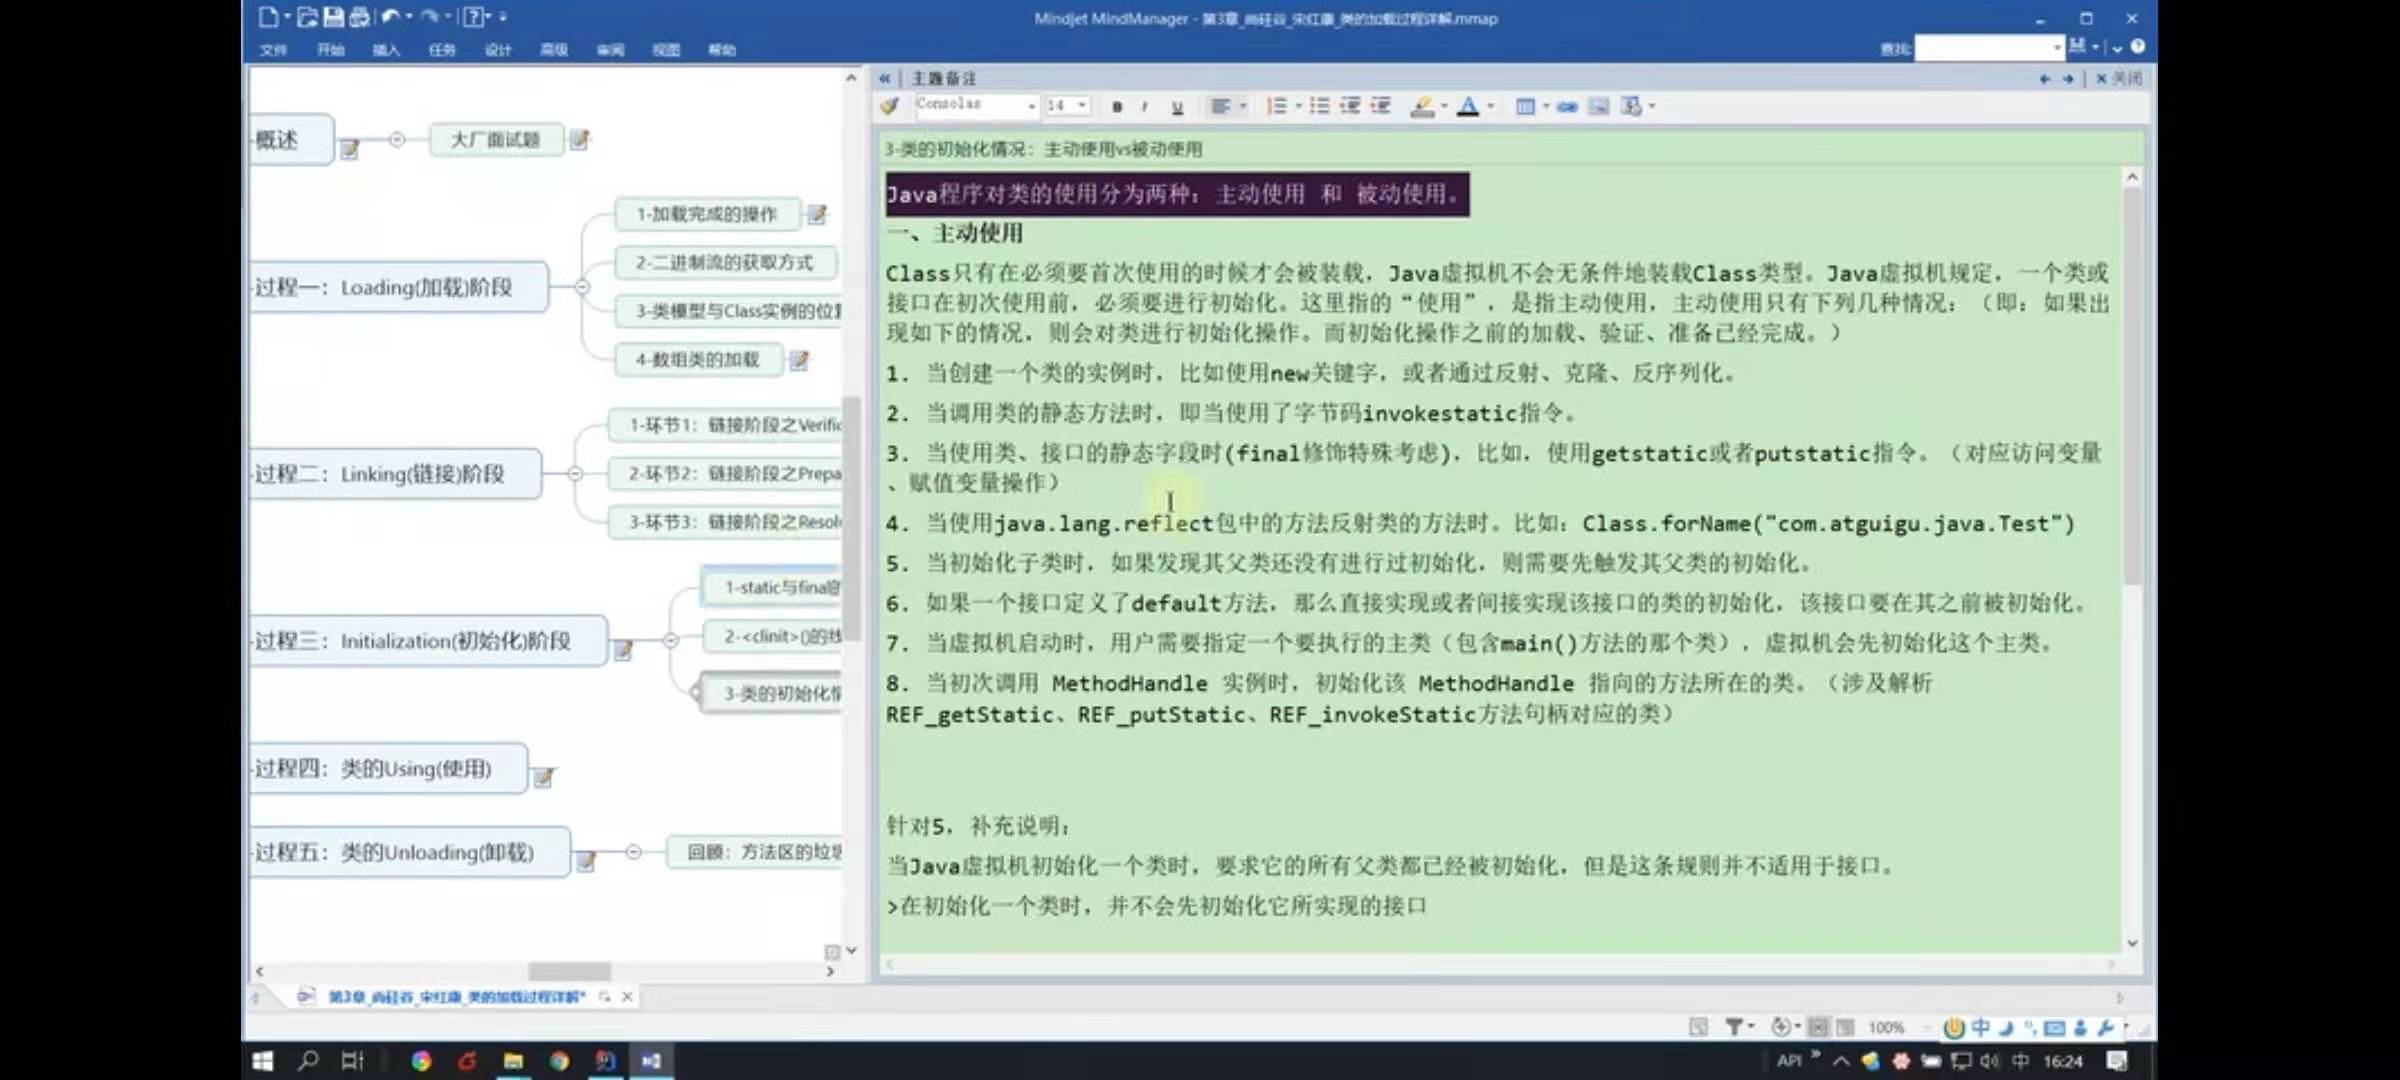 Mindjet MindManager - 第3章_尚硅谷_宋红康_类的加载过程详解.mmap
文件 开始 插入 任务 设计 高级 审阅 视图 帮助
查找:
概述
大厂面试题
过程一：Loading(加载)阶段
1-加载完成的操作
2-二进制流的获取方式
3-类模型与Class实例的位置
4-数组类的加载
过程二：Linking(链接)阶段
1-环节1：链接阶段之Verific
2-环节2：链接阶段之Prepa
3-环节3：链接阶段之Resol
过程三：Initialization(初始化)阶段
1-static与final的
2-<clinit>()的线
3-类的初始化情
过程四：类的Using(使用)
过程五：类的Unloading(卸载)
回顾：方法区的垃圾
第3章_尚硅谷_宋红康_类的加载过程详解*
« 主题备注
关闭
Consolas 14 B I U
3-类的初始化情况：主动使用vs被动使用
Java程序对类的使用分为两种：主动使用 和 被动使用。
一、主动使用
Class只有在必须要首次使用的时候才会被装载，Java虚拟机不会无条件地装载Class类型。Java虚拟机规定，一个类或
接口在初次使用前，必须要进行初始化。这里指的“使用”，是指主动使用，主动使用只有下列几种情况：（即：如果出
现如下的情况，则会对类进行初始化操作。而初始化操作之前的加载、验证、准备已经完成。）
1. 当创建一个类的实例时，比如使用new关键字，或者通过反射、克隆、反序列化。
2. 当调用类的静态方法时，即当使用了字节码invokestatic指令。
3. 当使用类、接口的静态字段时(final修饰特殊考虑)，比如，使用getstatic或者putstatic指令。（对应访问变量
、赋值变量操作）
4. 当使用java.lang.reflect包中的方法反射类的方法时。比如：Class.forName("com.atguigu.java.Test")
5. 当初始化子类时，如果发现其父类还没有进行过初始化，则需要先触发其父类的初始化。
6. 如果一个接口定义了default方法，那么直接实现或者间接实现该接口的类的初始化，该接口要在其之前被初始化。
7. 当虚拟机启动时，用户需要指定一个要执行的主类（包含main()方法的那个类），虚拟机会先初始化这个主类。
8. 当初次调用 MethodHandle 实例时，初始化该 MethodHandle 指向的方法所在的类。（涉及解析
REF_getStatic、REF_putStatic、REF_invokeStatic方法句柄对应的类）
针对5，补充说明：
当Java虚拟机初始化一个类时，要求它的所有父类都已经被初始化，但是这条规则并不适用于接口。
>在初始化一个类时，并不会先初始化它所实现的接口
100%
中
API
中
16:24